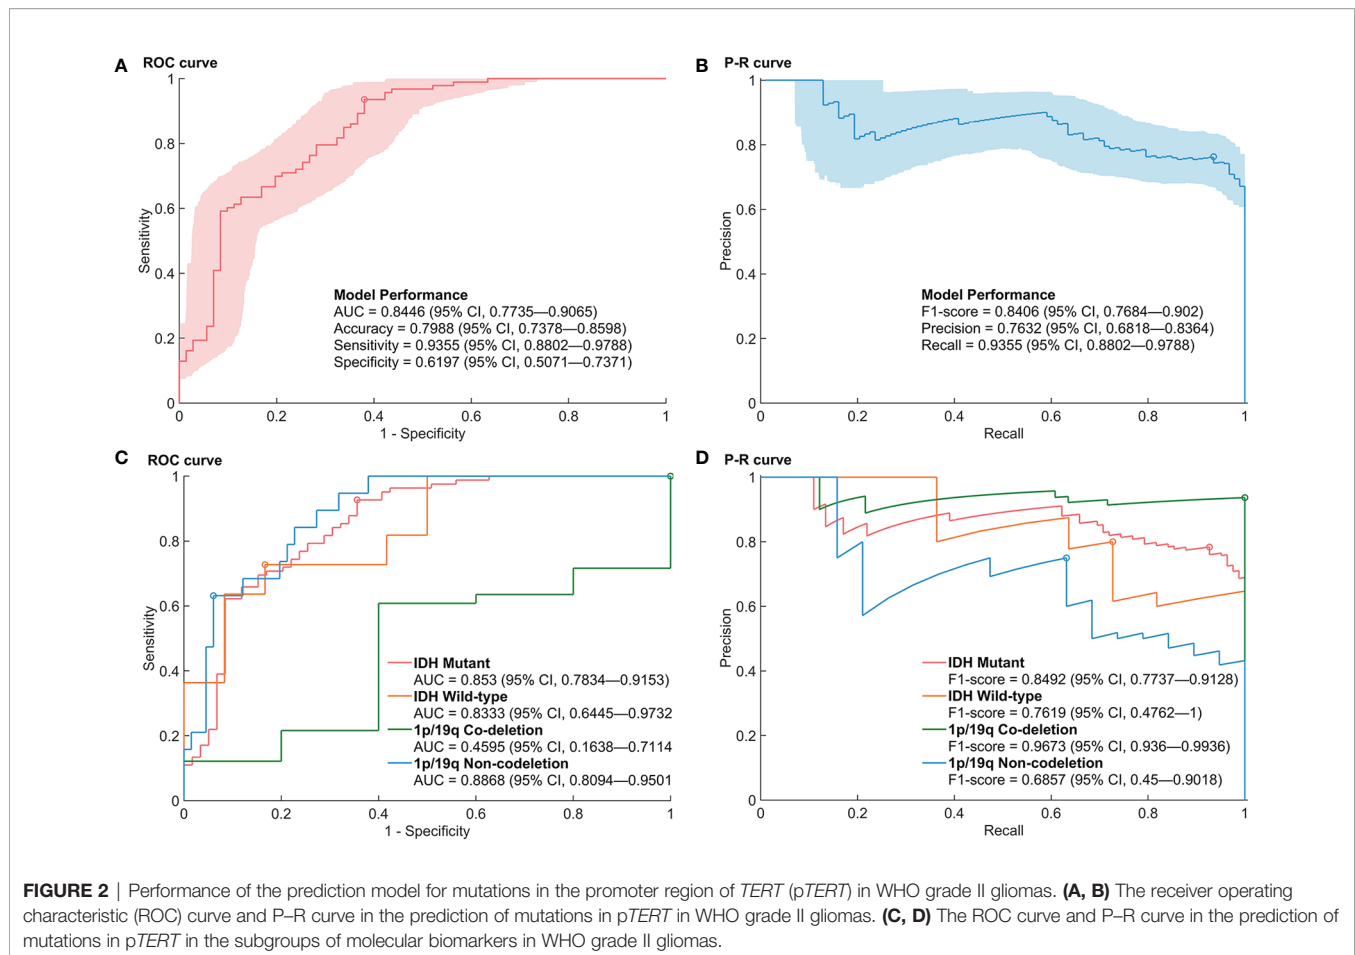 A ROC curve
1
0.8
0.6
0.4
0.2
0
Sensitivity
Model Performance
AUC = 0.8446 (95% CI, 0.7735—0.9065)
Accuracy = 0.7988 (95% CI, 0.7378—0.8598)
Sensitivity = 0.9355 (95% CI, 0.8802—0.9788)
Specificity = 0.6197 (95% CI, 0.5071—0.7371)
0 0.2 0.4 0.6 0.8 1
1 - Specificity
B P-R curve
1
0.8
0.6
0.4
0.2
0
Precision
Model Performance
F1-score = 0.8406 (95% CI, 0.7684—0.902)
Precision = 0.7632 (95% CI, 0.6818—0.8364)
Recall = 0.9355 (95% CI, 0.8802—0.9788)
0 0.2 0.4 0.6 0.8 1
Recall
C ROC curve
1
0.8
0.6
0.4
0.2
0
Sensitivity
IDH Mutant
AUC = 0.853 (95% CI, 0.7834—0.9153)
IDH Wild-type
AUC = 0.8333 (95% CI, 0.6445—0.9732
1p/19q Co-deletion
AUC = 0.4595 (95% CI, 0.1638—0.7114
1p/19q Non-codeletion
AUC = 0.8868 (95% CI, 0.8094—0.9501
0 0.2 0.4 0.6 0.8 1
1 - Specificity
D P-R curve
1
0.8
0.6
0.4
0.2
0
Precision
IDH Mutant
F1-score = 0.8492 (95% CI, 0.7737—0.9128)
IDH Wild-type
F1-score = 0.7619 (95% CI, 0.4762—1)
1p/19q Co-deletion
F1-score = 0.9673 (95% CI, 0.936—0.9936)
1p/19q Non-codeletion
F1-score = 0.6857 (95% CI, 0.45—0.9018)
0 0.2 0.4 0.6 0.8 1
Recall
FIGURE 2 | Performance of the prediction model for mutations in the promoter region of TERT (pTERT) in WHO grade II gliomas. (A, B) The receiver operating
characteristic (ROC) curve and P–R curve in the prediction of mutations in pTERT in WHO grade II gliomas. (C, D) The ROC curve and P–R curve in the prediction of
mutations in pTERT in the subgroups of molecular biomarkers in WHO grade II gliomas.